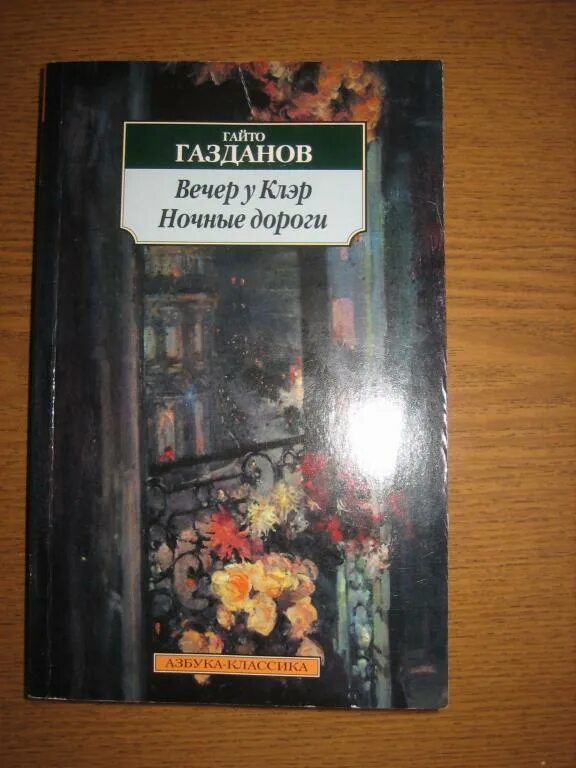 ГАЙТО
ГАЗДАНОВ
Вечер у Клэр
Ночные дороги
АЗБУКА-КЛАССИКА